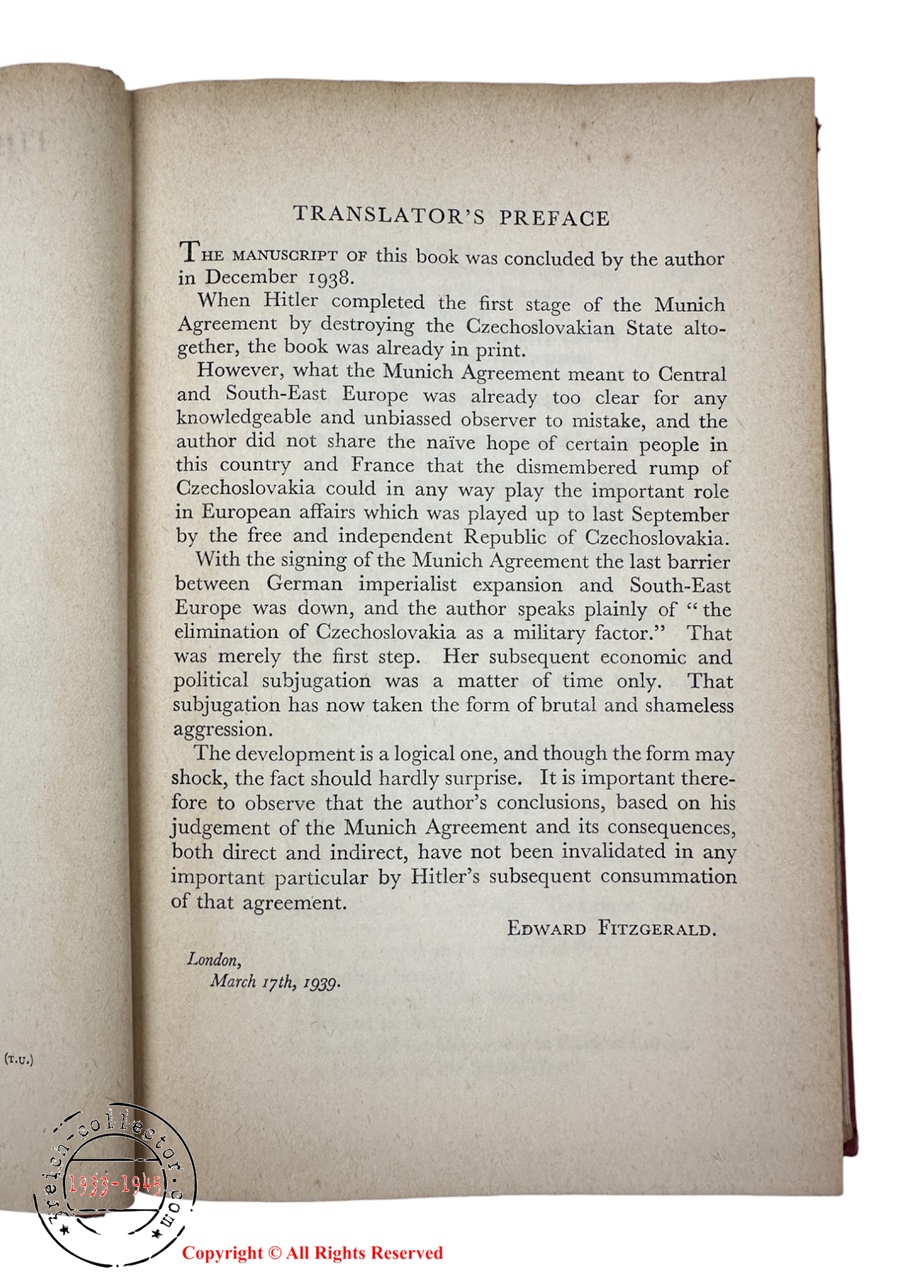 TRANSLATOR'S PREFACE
THE MANUSCRIPT OF this book was concluded by the author
in December 1938.
When Hitler completed the first stage of the Munich
Agreement by destroying the Czechoslovakian State alto-
gether, the book was already in print.
However, what the Munich Agreement meant to Central
and South-East Europe was already too clear for any
knowledgeable and unbiassed observer to mistake, and the
author did not share the naïve hope of certain people in
this country and France that the dismembered rump of
Czechoslovakia could in any way play the important role
in European affairs which was played up to last September
by the free and independent Republic of Czechoslovakia.
With the signing of the Munich Agreement the last barrier
between German imperialist expansion and South-East
Europe was down, and the author speaks plainly of “ the
elimination of Czechoslovakia as a military factor.” That
was merely the first step. Her subsequent economic and
political subjugation was a matter of time only. That
subjugation has now taken the form of brutal and shameless
aggression.
The development is a logical one, and though the form may
shock, the fact should hardly surprise. It is important there-
fore to observe that the author's conclusions, based on his
judgement of the Munich Agreement and its consequences,
both direct and indirect, have not been invalidated in any
important particular by Hitler's subsequent consummation
of that agreement.
EDWARD FITZGERALD.
London,
March 17th, 1939.
(T.U.)
3reich-collector.com
1933-1945
Copyright © All Rights Reserved